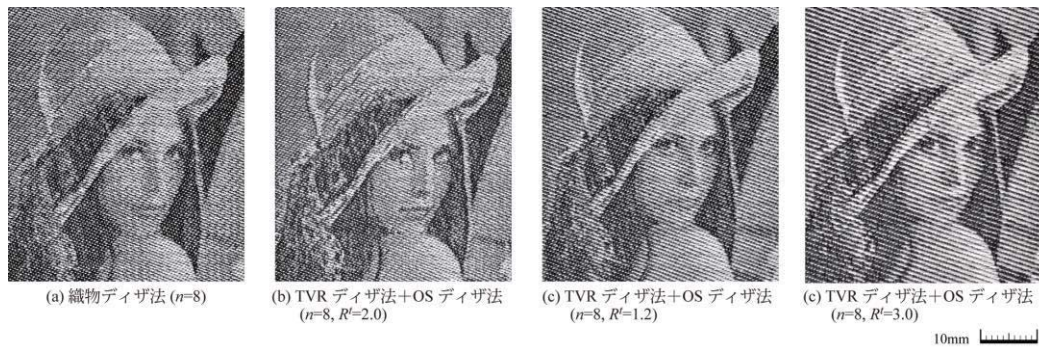 (a) 織物ディザ法 (n=8)
(b) TVR ディザ法＋OS ディザ法
(n=8, Rᵗ=2.0)
(c) TVR ディザ法＋OS ディザ法
(n=8, Rᵗ=1.2)
(c) TVR ディザ法＋OS ディザ法
(n=8, Rᵗ=3.0)
10mm